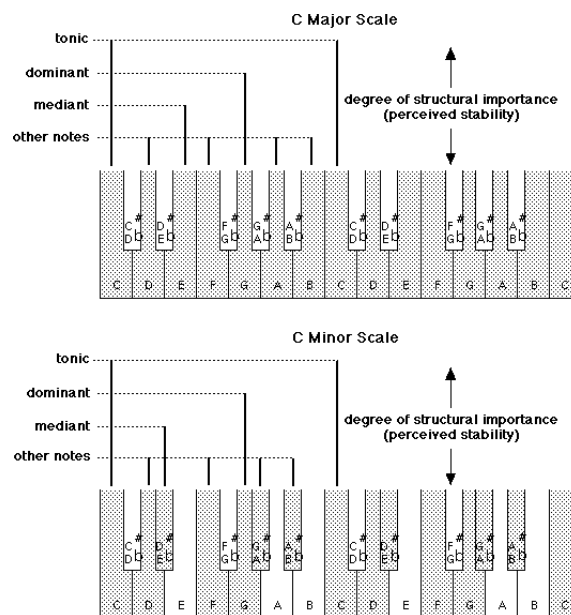 C Major Scale
tonic
dominant
mediant
other notes
degree of structural importance
(perceived stability)
C# Db D# Eb F# Gb G# Ab A# Bb C# Db D# Eb F# Gb G# Ab A# Bb
C D E F G A B C D E F G A B C
C Minor Scale
tonic
dominant
mediant
other notes
degree of structural importance
(perceived stability)
C# Db D# Eb F# Gb G# Ab A# Bb C# Db D# Eb F# Gb G# Ab A# Bb
C D E F G A B C D E F G A B C